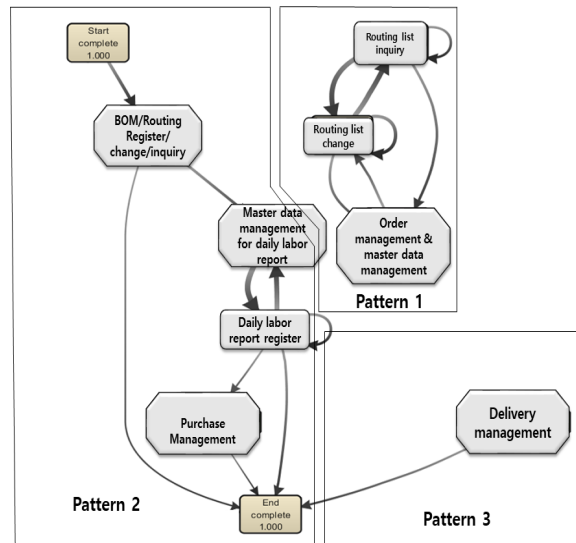 Start
complete
1.000
BOM/Routing
Register/
change/inquiry
Master data
management
for daily labor
report
Daily labor
report register
Purchase
Management
End
complete
1.000
Pattern 2
Routing list
inquiry
Routing list
change
Order
management &
master data
management
Pattern 1
Delivery
management
Pattern 3